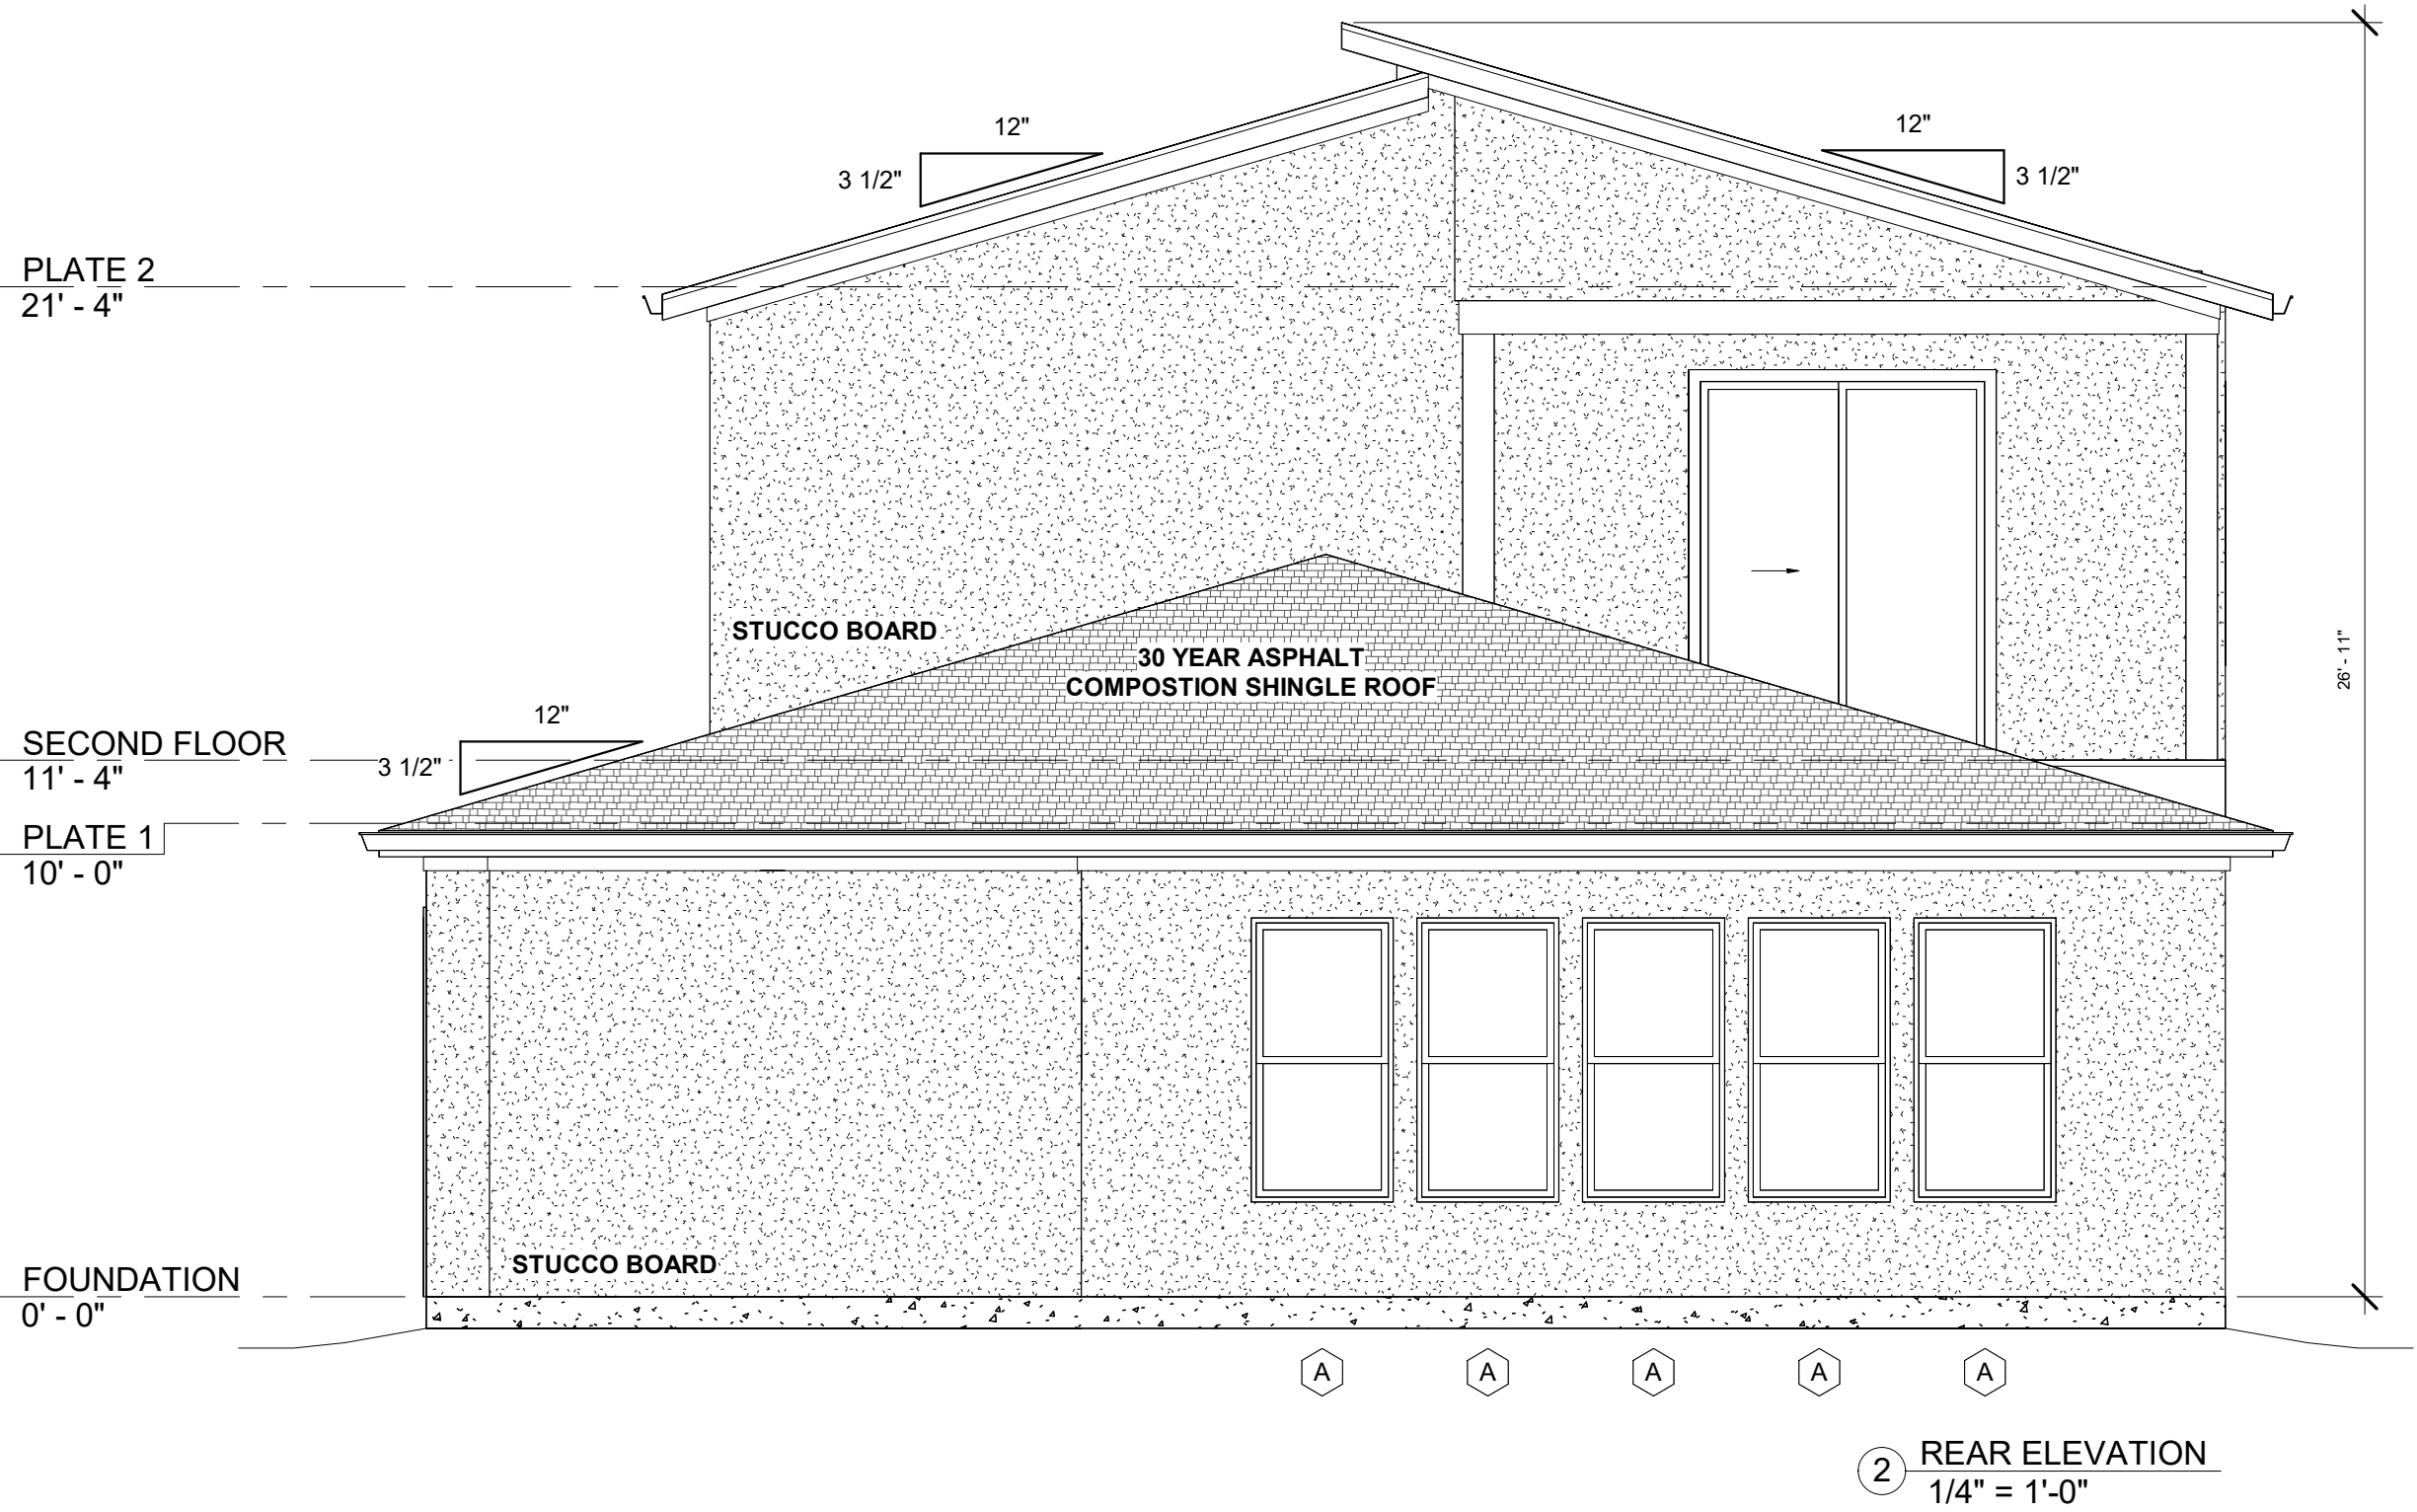 12"
3 1/2"
12"
3 1/2"
PLATE 2
21' - 4"
STUCCO BOARD
30 YEAR ASPHALT
COMPOSTION SHINGLE ROOF
26' - 11"
12"
3 1/2"
SECOND FLOOR
11' - 4"
PLATE 1
10' - 0"
STUCCO BOARD
FOUNDATION
0' - 0"
A
A
A
A
A
2
REAR ELEVATION
1/4" = 1'-0"